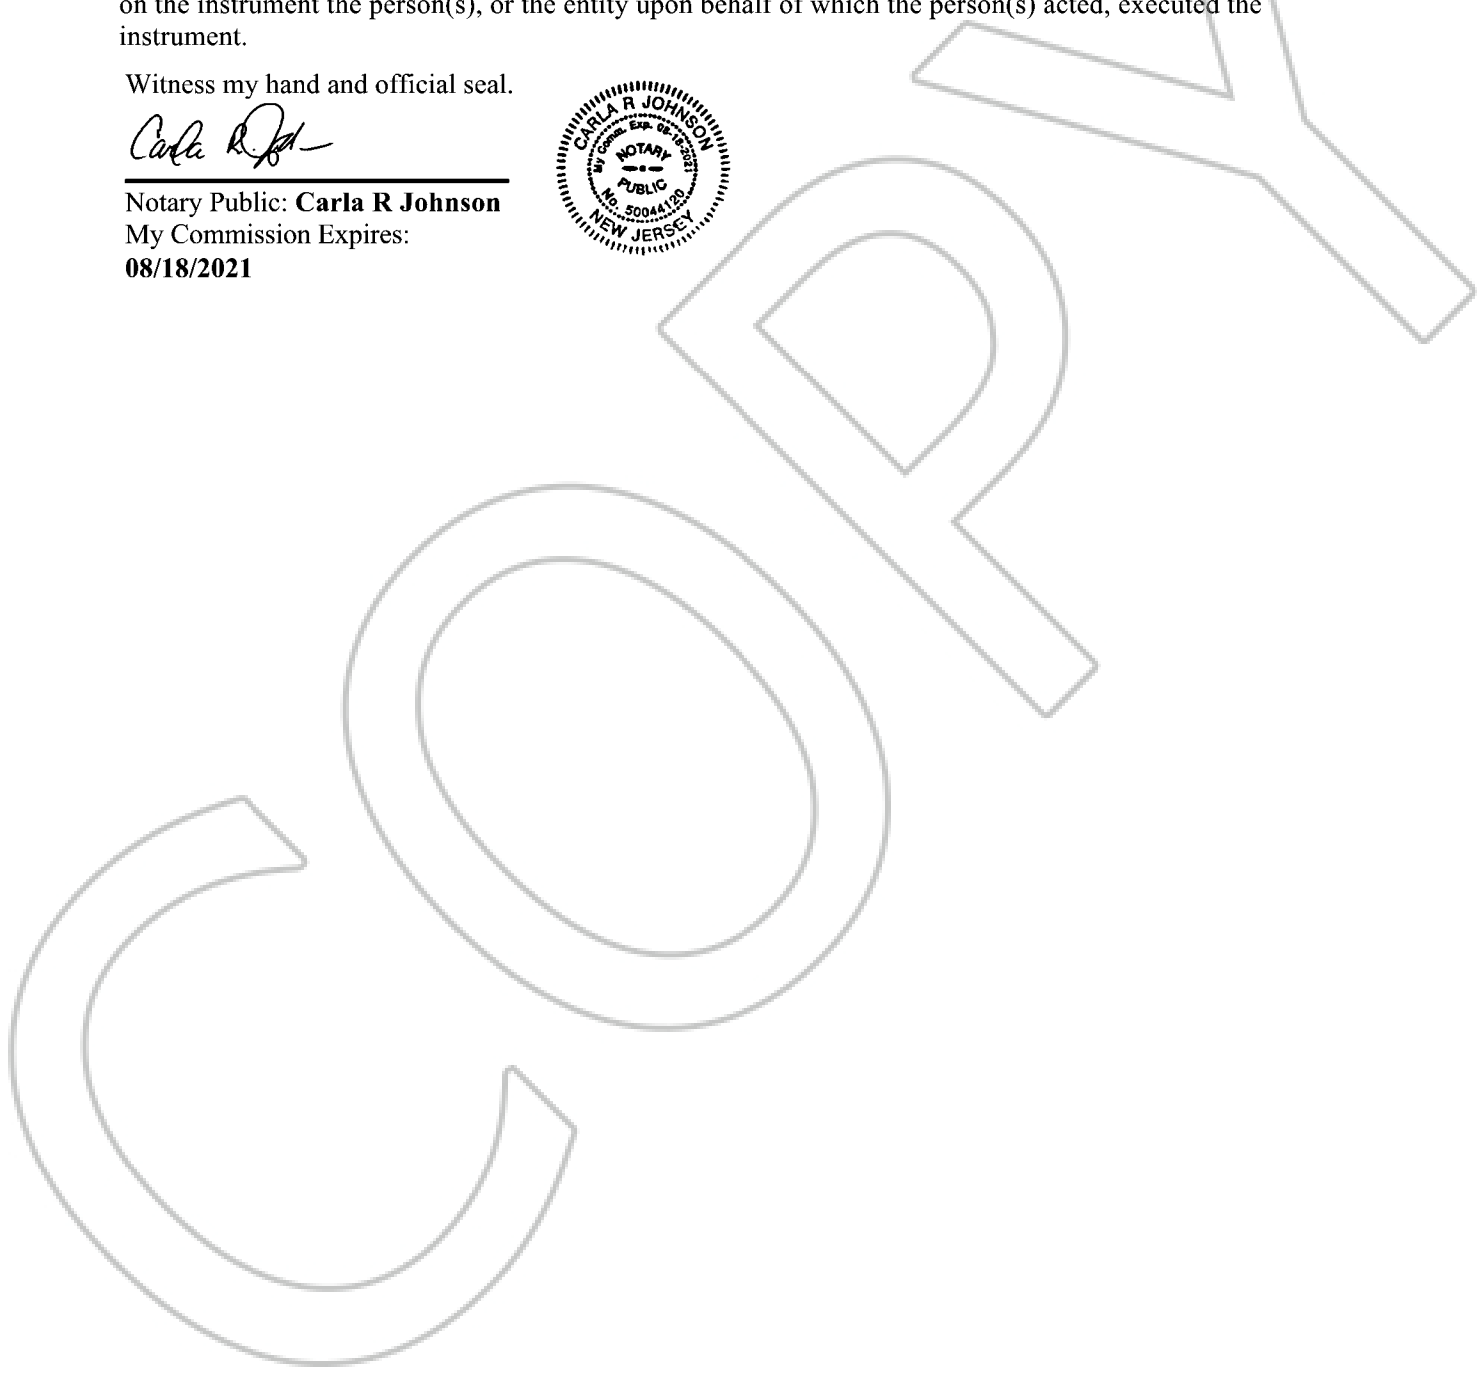 on the instrument the person(s), or the entity upon behalf of which the person(s) acted, executed the
instrument.
Witness my hand and official seal.
Carla R Joh
Notary Public: Carla R Johnson
My Commission Expires:
08/18/2021
CARLA R JOHNSON
My Comm. Exp. 08-18-2021
NOTARY
PUBLIC
No. 50044120
NEW JERSEY
COPY